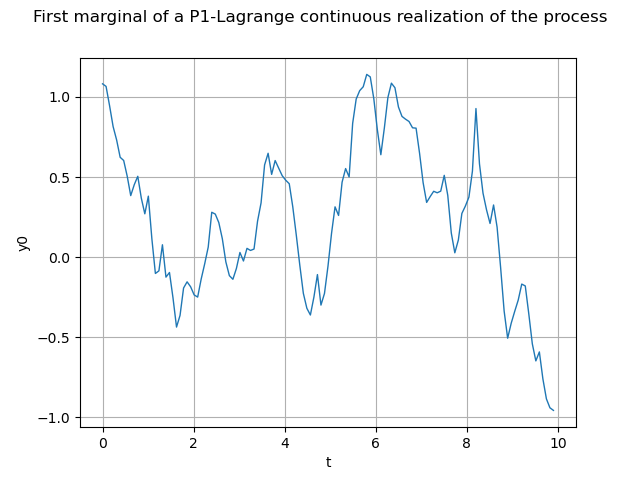 First marginal of a P1-Lagrange continuous realization of the process
1.0
0.5
0.0
−0.5
−1.0
y0
0 2 4 6 8 10
t